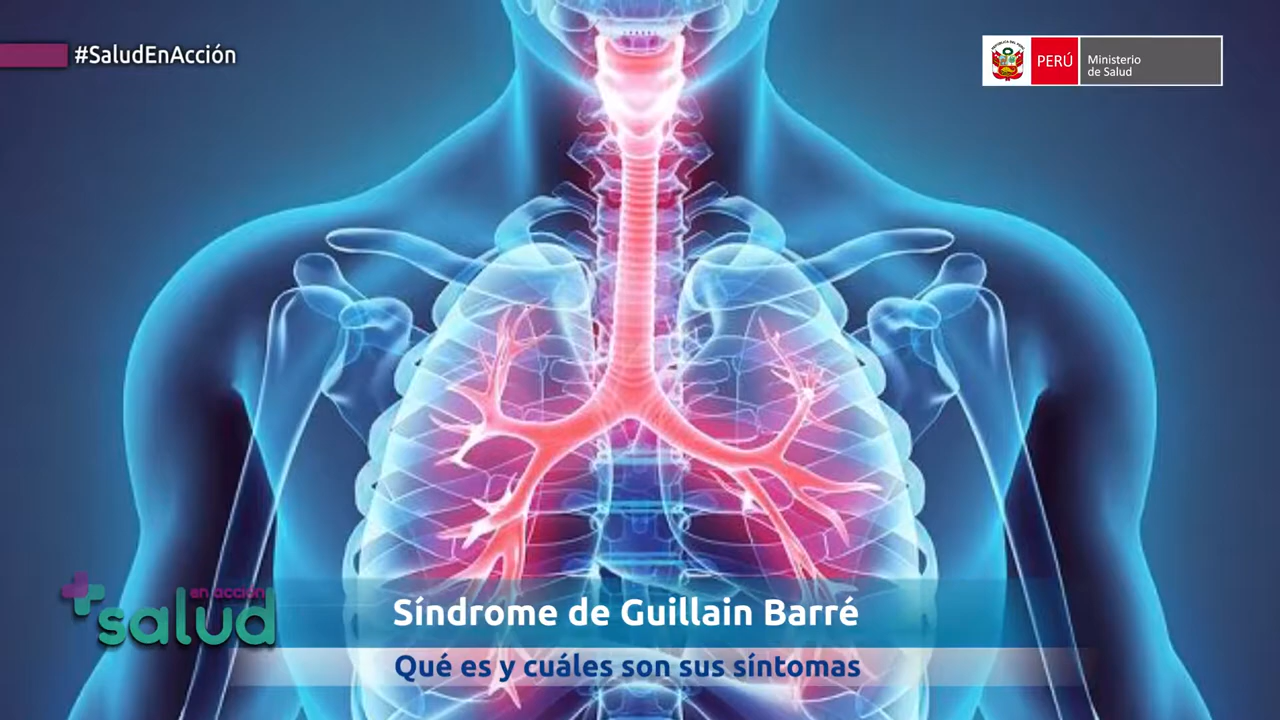 #SaludEnAcción
PERÚ
Ministerio
de Salud
en acción
salud
Síndrome de Guillain Barré
Qué es y cuáles son sus síntomas